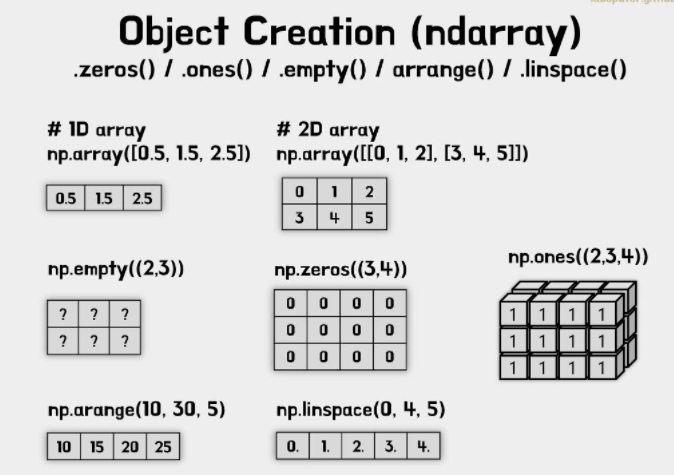 Object Creation (ndarray)
.zeros() / .ones() / .empty() / arrange() / .linspace()
# 1D array
np.array([0.5, 1.5, 2.5])
0.5 1.5 2.5
# 2D array
np.array([[[0, 1, 2], [3, 4, 5]])
0 1 2
3 4 5
np.empty((2,3))
? ? ?
? ? ?
np.zeros((3,4))
0 0 0 0
0 0 0 0
0 0 0 0
np.ones((2,3,4))
1 1 1 1
1 1 1 1
1 1 1 1
np.arange(10, 30, 5)
10 15 20 25
np.linspace(0, 4, 5)
0. 1. 2. 3. 4.